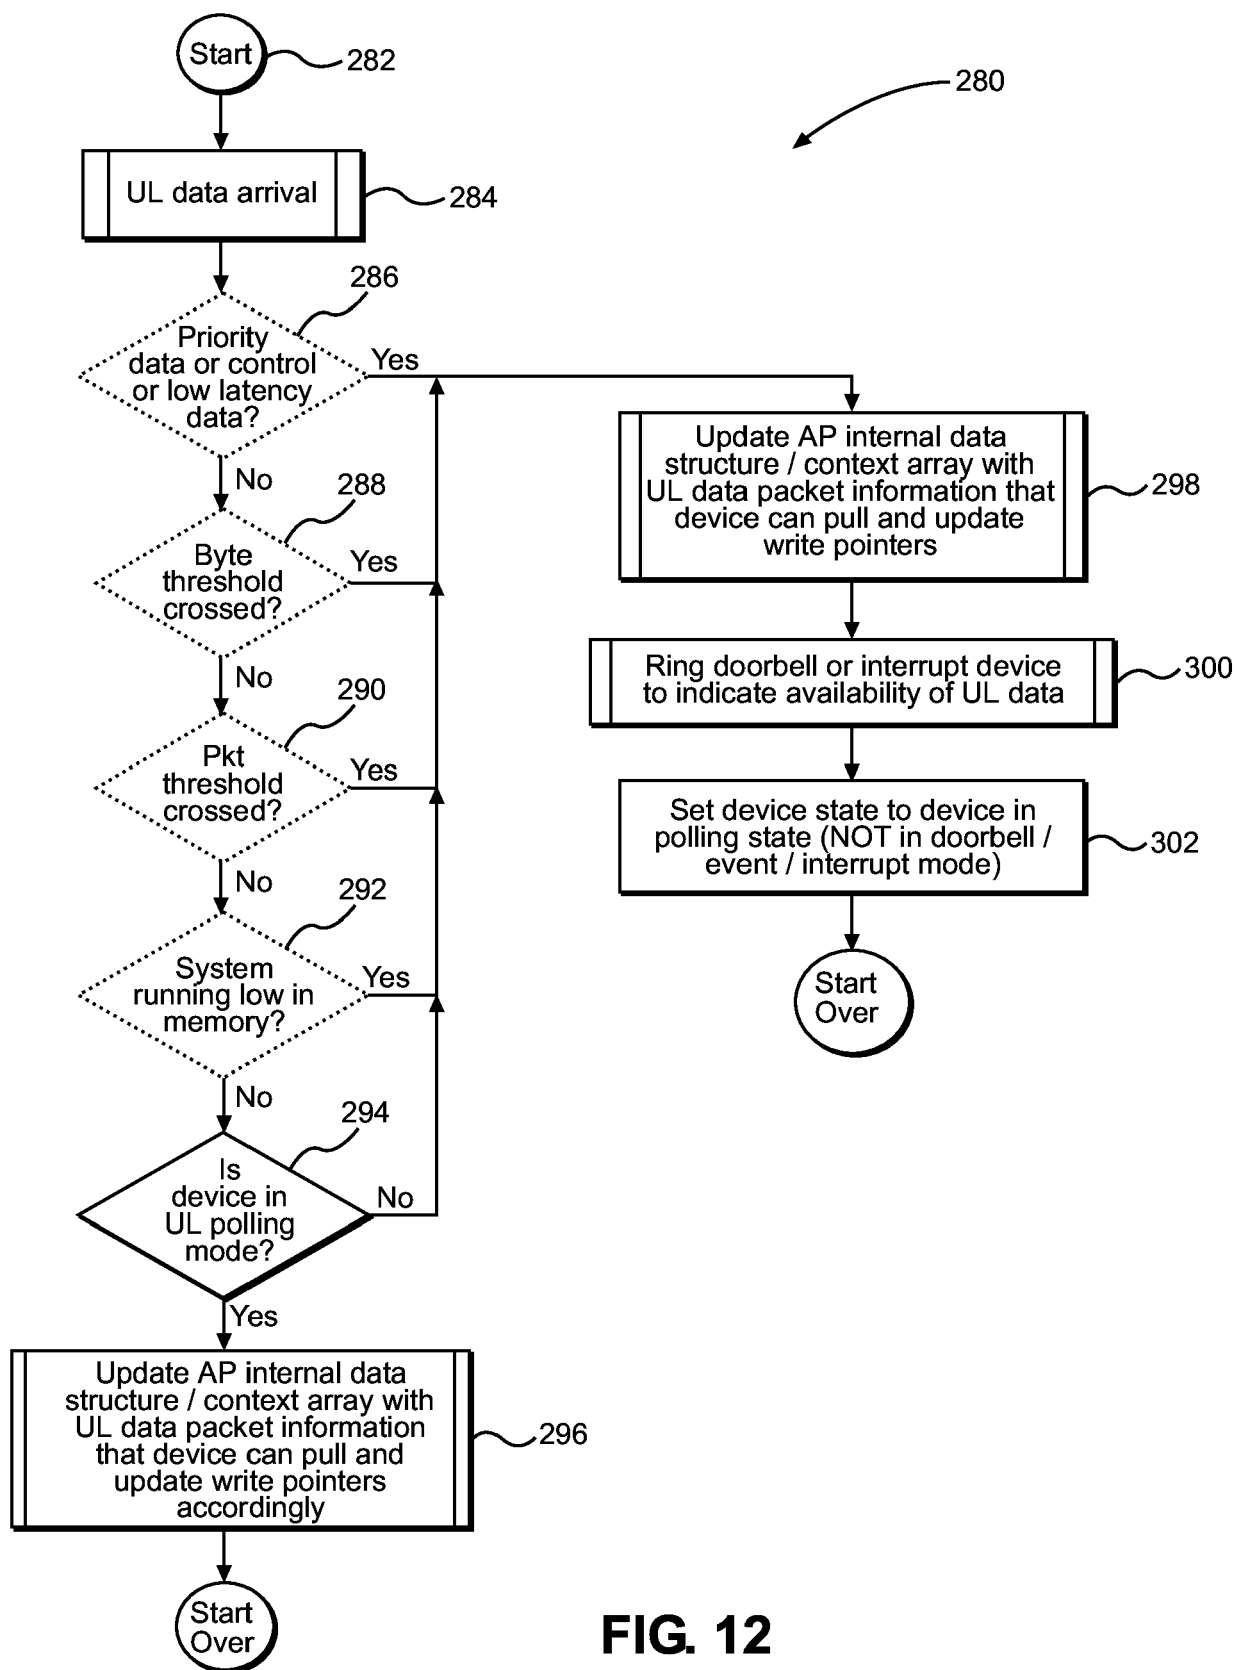 Start
282
280
UL data arrival
284
286
Priority
data or control
or low latency
data?
Yes
No
288
Byte
threshold
crossed?
Yes
No
290
Pkt
threshold
crossed?
Yes
No
292
System
running low in
memory?
Yes
No
294
Is
device in
UL polling
mode?
No
Yes
Update AP internal data
structure / context array with
UL data packet information
that device can pull and
update write pointers
accordingly
296
Start
Over
Update AP internal data
structure / context array with
UL data packet information that
device can pull and update
write pointers
298
Ring doorbell or interrupt device
to indicate availability of UL data
300
Set device state to device in
polling state (NOT in doorbell /
event / interrupt mode)
302
Start
Over
FIG. 12